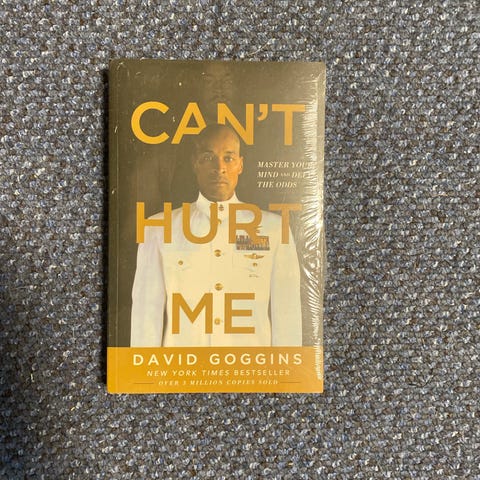 CAN'T
MASTER YOUR
MIND AND DEFY
THE ODDS
HURT
ME
DAVID GOGGINS
NEW YORK TIMES BESTSELLER
OVER 3 MILLION COPIES SOLD